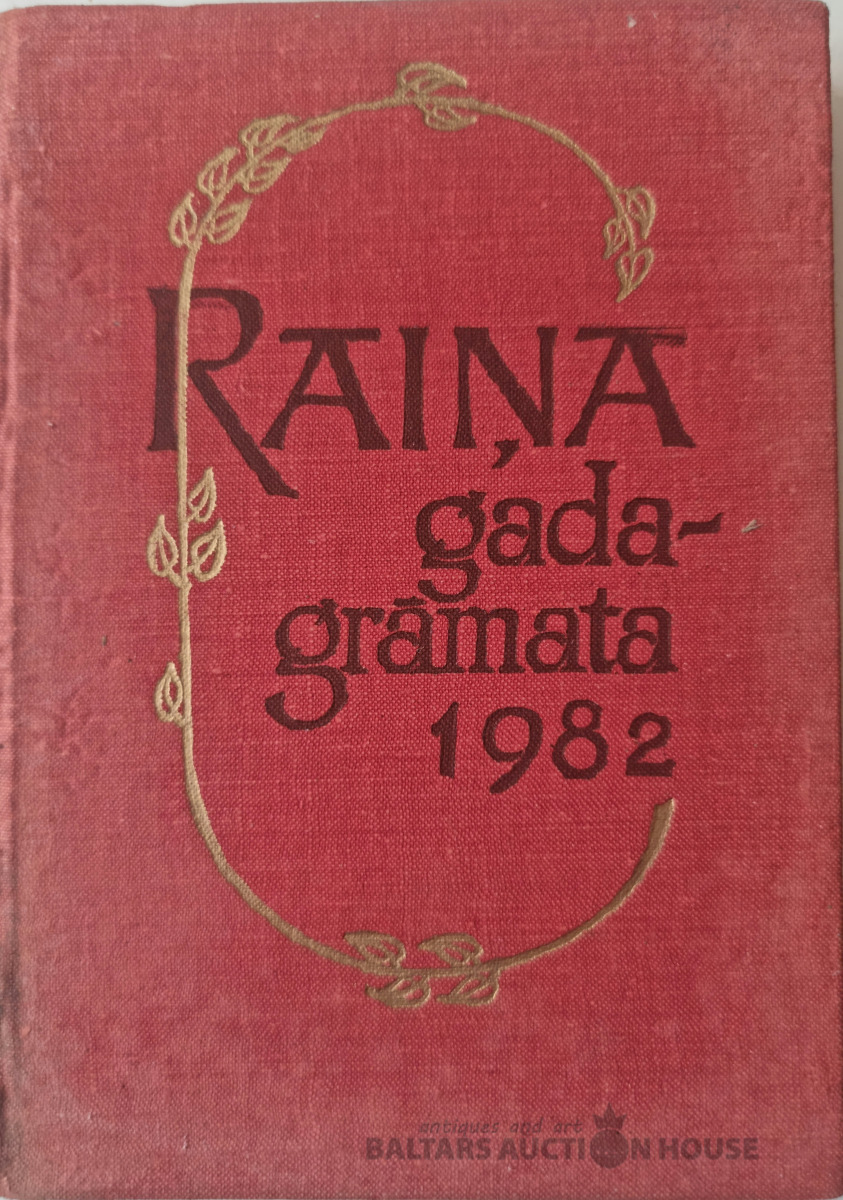 RAIŅA
gada-
grāmata
1982
antiques and art
BALTARS AUCTION HOUSE